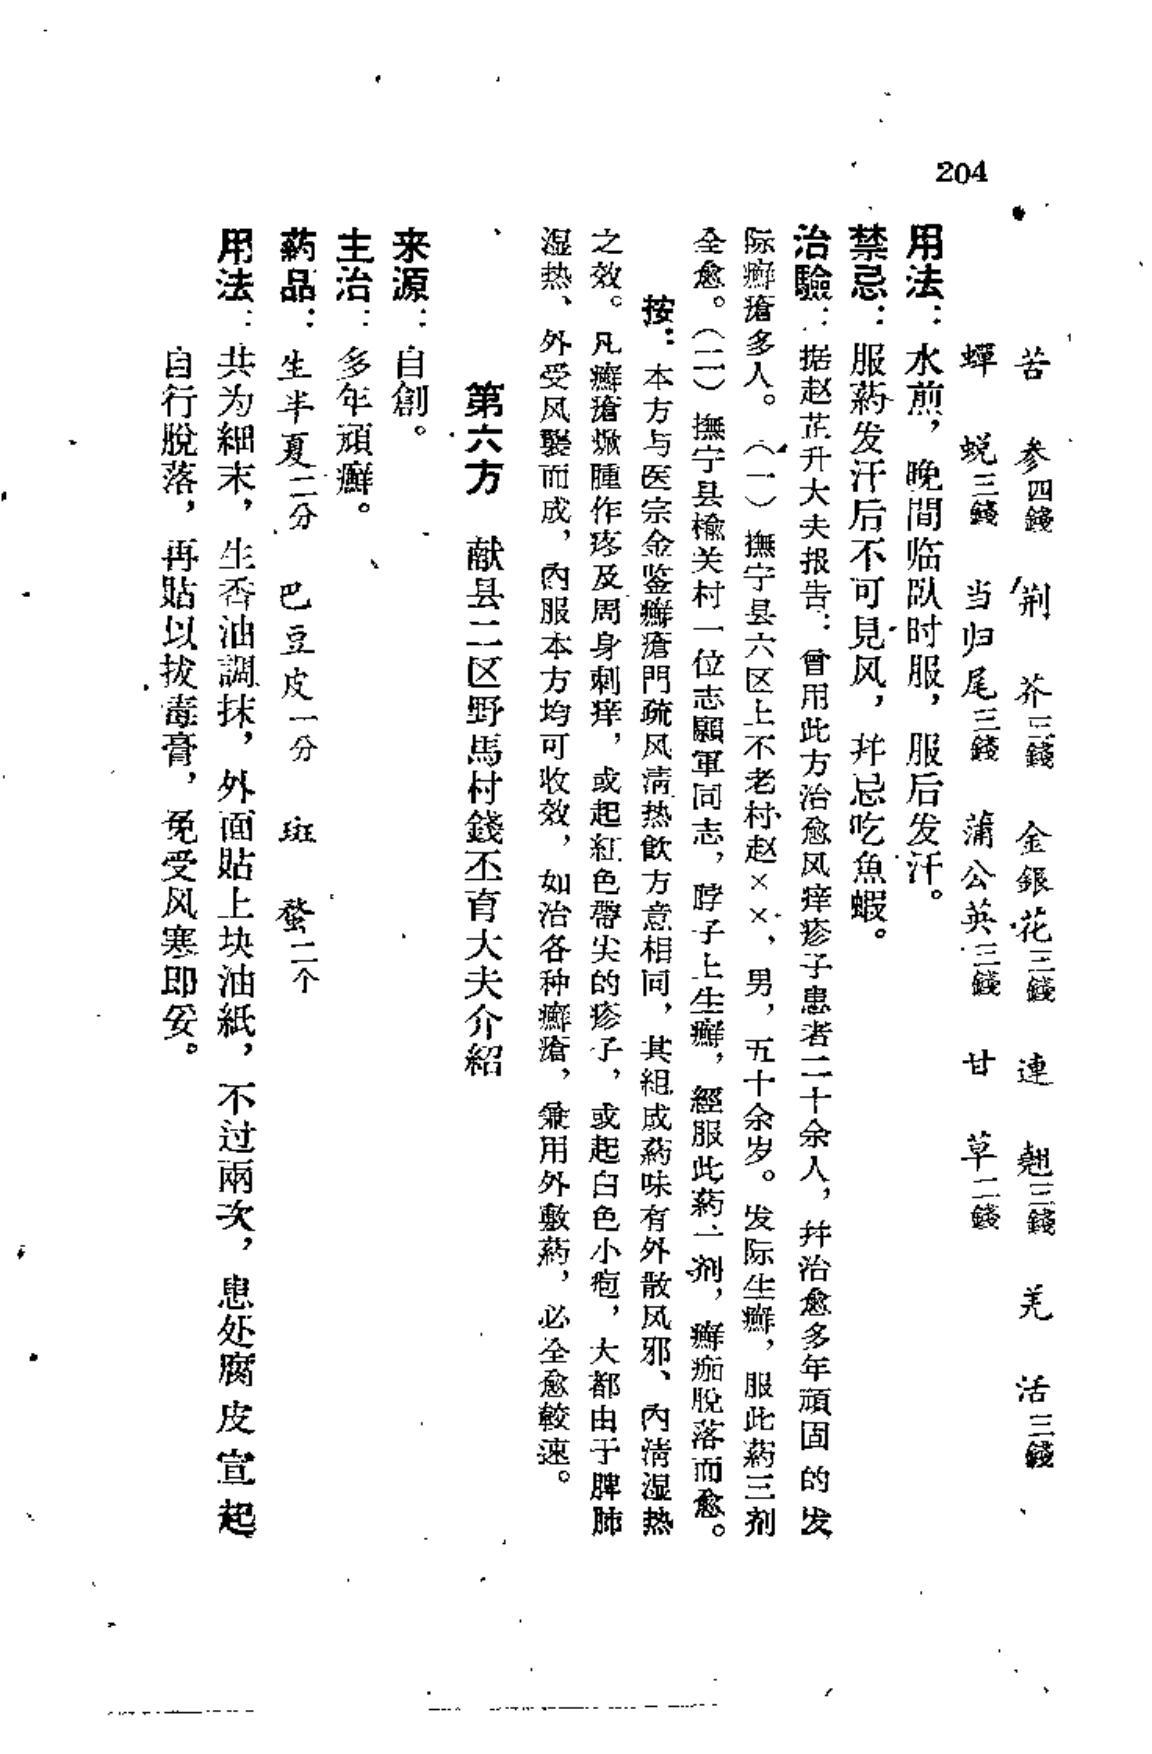 204
苦参四錢　荆芥三錢　金銀花三錢　連翹三錢　羌活三錢
蟬蜕三錢　当归尾三錢　蒲公英三錢　甘草二錢
用法：水煎，晚間临臥时服，服后发汗。
禁忌：服葯发汗后不可見风，幷忌吃魚蝦。
治驗：据赵芷升大夫报告：曾用此方治愈风痒疹子患者二十余人，幷治愈多年頑固的发
际癣瘡多人。（一）撫宁县六区上不老村赵××，男，五十余岁。发际生癣，服此葯三剂
全愈。（二）撫宁县榆关村一位志願軍同志，脖子上生癣，經服此葯一剂，癣痂脫落而愈。
按：本方与医宗金鉴癣瘡門疏风清热飲方意相同，其組成葯味有外散风邪、內清湿热
之效。凡癣瘡焮腫作疼及周身刺痒，或起紅色帶尖的疹子，或起白色小疱，大都由于脾肺
湿热、外受风襲而成，內服本方均可收效，如治各种癣瘡，兼用外敷葯，必全愈較速。
第六方　献县二区野馬村錢丕育大夫介紹
来源：自創。
主治：多年頑癣。
葯品：生半夏二分　巴豆皮一分　斑蝥二个
用法：共为細末，生香油調抹，外面貼上块油紙，不过兩次，患处腐皮宣起
自行脫落，再貼以拔毒膏，免受风寒即妥。